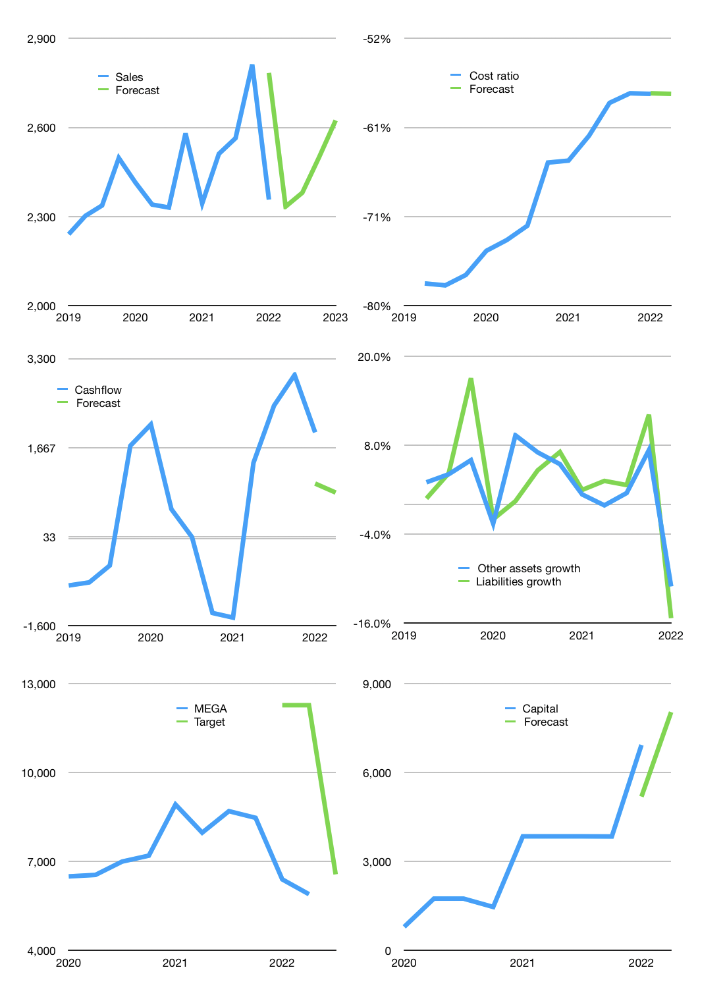 2,900
Sales
Forecast
2,600
2,300
2,000
2019 2020 2021 2022 2023
-52%
Cost ratio
Forecast
-61%
-71%
-80%
2019 2020 2021 2022
3,300
Cashflow
Forecast
1,667
33
-1,600
2019 2020 2021 2022
20.0%
8.0%
-4.0%
Other assets growth
Liabilities growth
-16.0%
2019 2020 2021 2022
13,000
MEGA
Target
10,000
7,000
4,000
2020 2021 2022
9,000
Capital
Forecast
6,000
3,000
0
2020 2021 2022